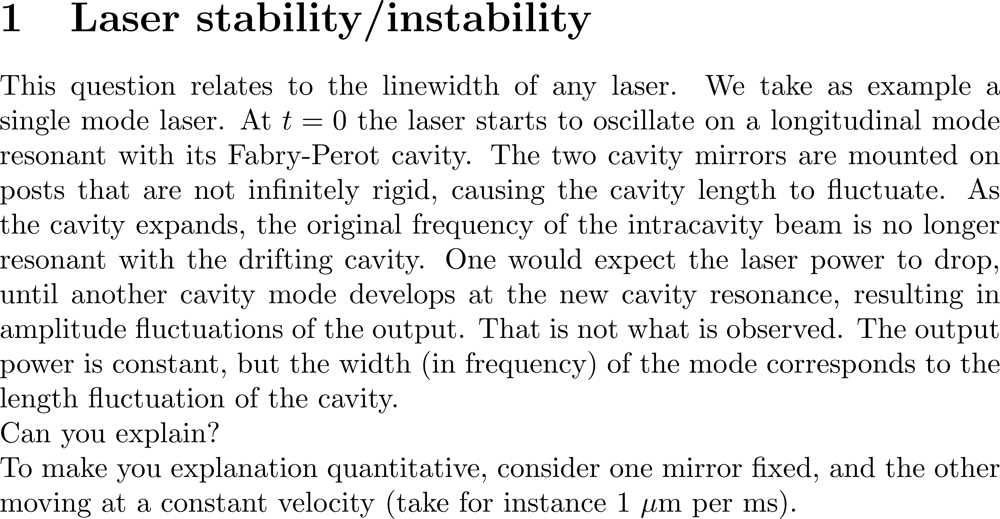 1 Laser stability/instability
This question relates to the linewidth of any laser. We take as example a
single mode laser. At t = 0 the laser starts to oscillate on a longitudinal mode
resonant with its Fabry-Perot cavity. The two cavity mirrors are mounted on
posts that are not infinitely rigid, causing the cavity length to fluctuate. As
the cavity expands, the original frequency of the intracavity beam is no longer
resonant with the drifting cavity. One would expect the laser power to drop,
until another cavity mode develops at the new cavity resonance, resulting in
amplitude fluctuations of the output. That is not what is observed. The output
power is constant, but the width (in frequency) of the mode corresponds to the
length fluctuation of the cavity.
Can you explain?
To make you explanation quantitative, consider one mirror fixed, and the other
moving at a constant velocity (take for instance 1 μm per ms).